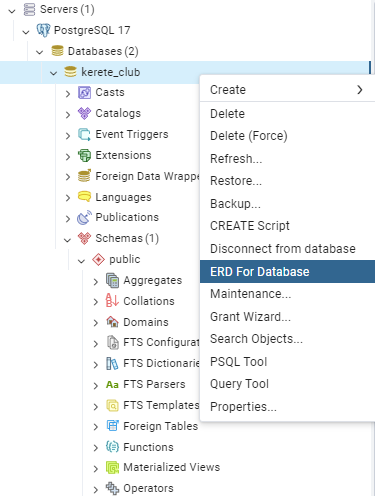 Servers (1)
PostgreSQL 17
Databases (2)
kerete_club
Casts
Catalogs
Event Triggers
Extensions
Foreign Data Wrappe
Languages
Publications
Schemas (1)
public
Aggregates
Collations
Domains
FTS Configurat
FTS Dictionarie
Aa FTS Parsers
FTS Templates
Foreign Tables
Functions
Materialized Views
Operators
Create
Delete
Delete (Force)
Refresh...
Restore...
Backup...
CREATE Script
Disconnect from database
ERD For Database
Maintenance...
Grant Wizard...
Search Objects...
PSQL Tool
Query Tool
Properties...